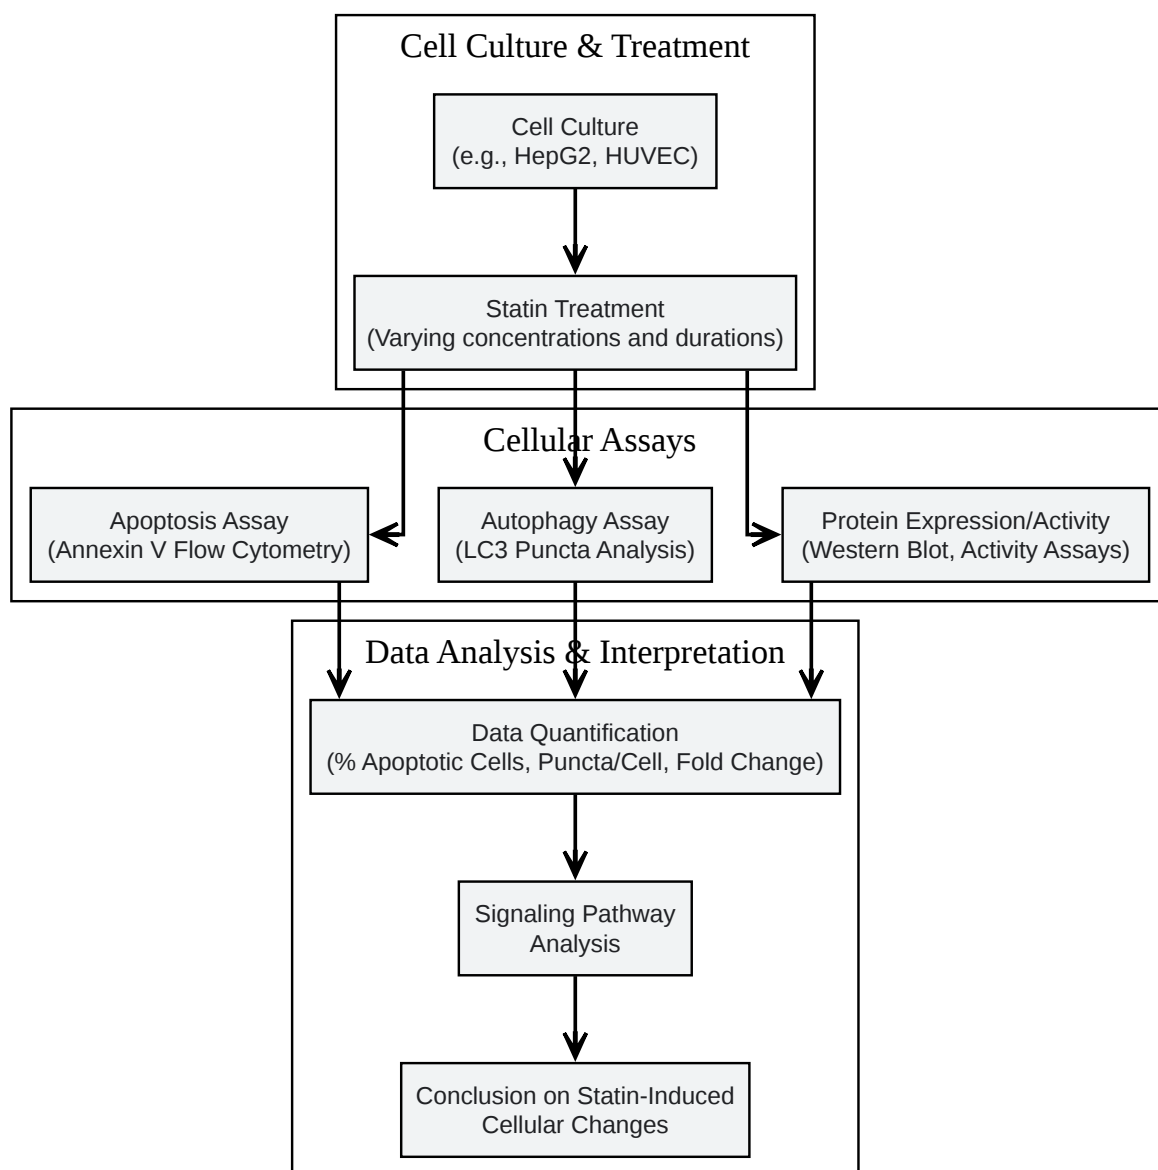 Cell Culture & Treatment
Cell Culture
(e.g., HepG2, HUVEC)
Statin Treatment
(Varying concentrations and durations)
Cellular Assays
Apoptosis Assay
(Annexin V Flow Cytometry)
Autophagy Assay
(LC3 Puncta Analysis)
Protein Expression/Activity
(Western Blot, Activity Assays)
Data Analysis & Interpretation
Data Quantification
(% Apoptotic Cells, Puncta/Cell, Fold Change)
Signaling Pathway
Analysis
Conclusion on Statin-Induced
Cellular Changes